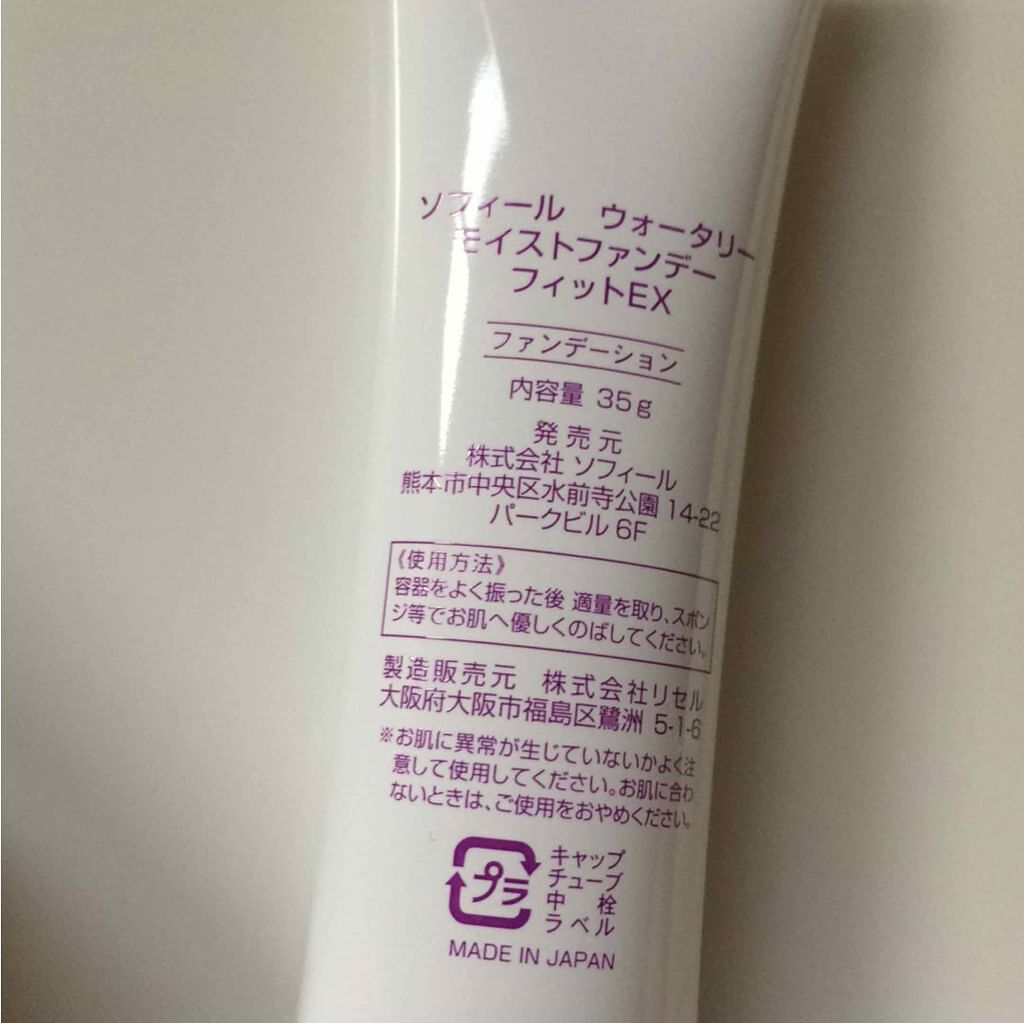 ソフィール ウォータリー
モイストファンデー
フィットEX
ファンデーション
内容量 35g
発売元
株式会社 ソフィール
熊本市中央区水前寺公園 14-22
パークビル 6F
《使用方法》
容器をよく振った後 適量を取り、スポン
ジ等でお肌へ優しくのばしてください。
製造販売元 株式会社リセル
大阪府大阪市福島区鷺洲 5-1-6
※お肌に異常が生じていないかよく注
意して使用してください。お肌に合わ
ないときは、ご使用をおやめください。
プラ
キャップ
チューブ
中栓
ラベル
MADE IN JAPAN